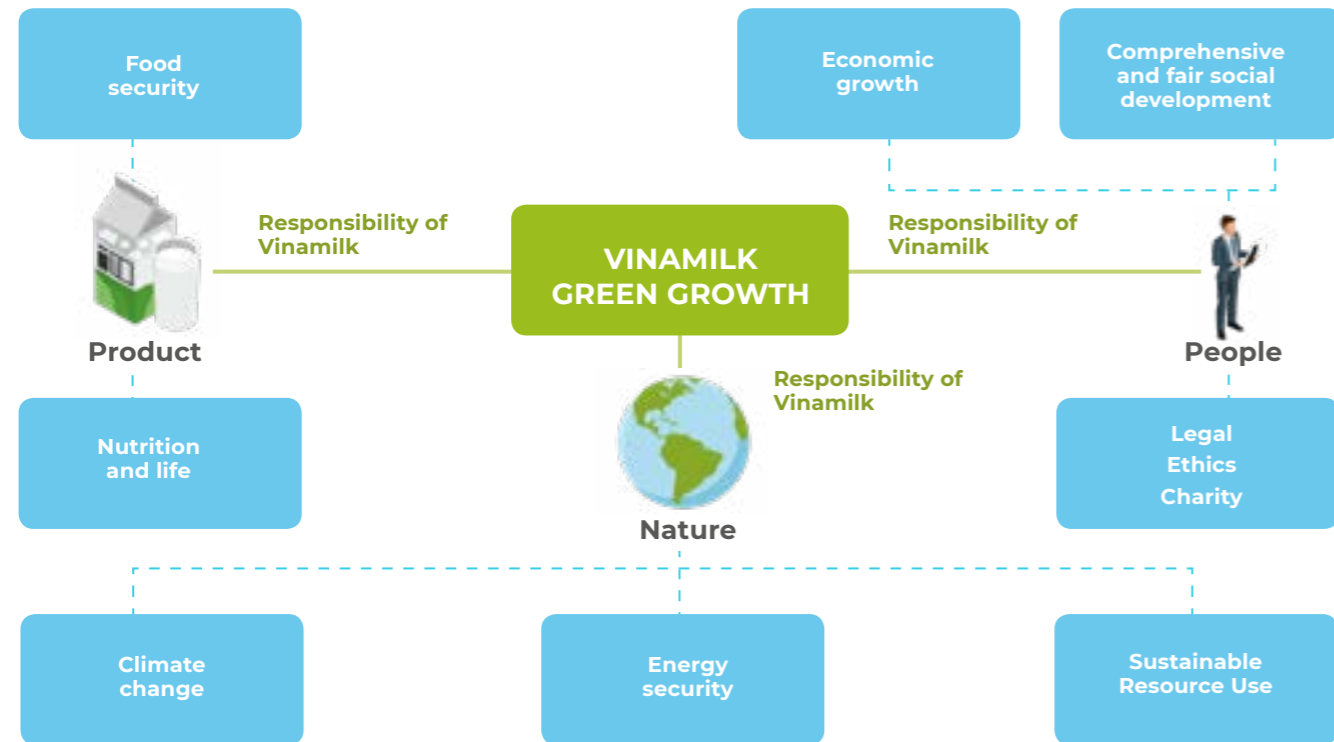 Food
security
Economic
growth
Comprehensive
and fair social
development
Responsibility of
Vinamilk
VINAMILK
GREEN GROWTH
Responsibility of
Vinamilk
Product
People
Responsibility of
Vinamilk
Nutrition
and life
Legal
Ethics
Charity
Nature
Climate
change
Energy
security
Sustainable
Resource Use